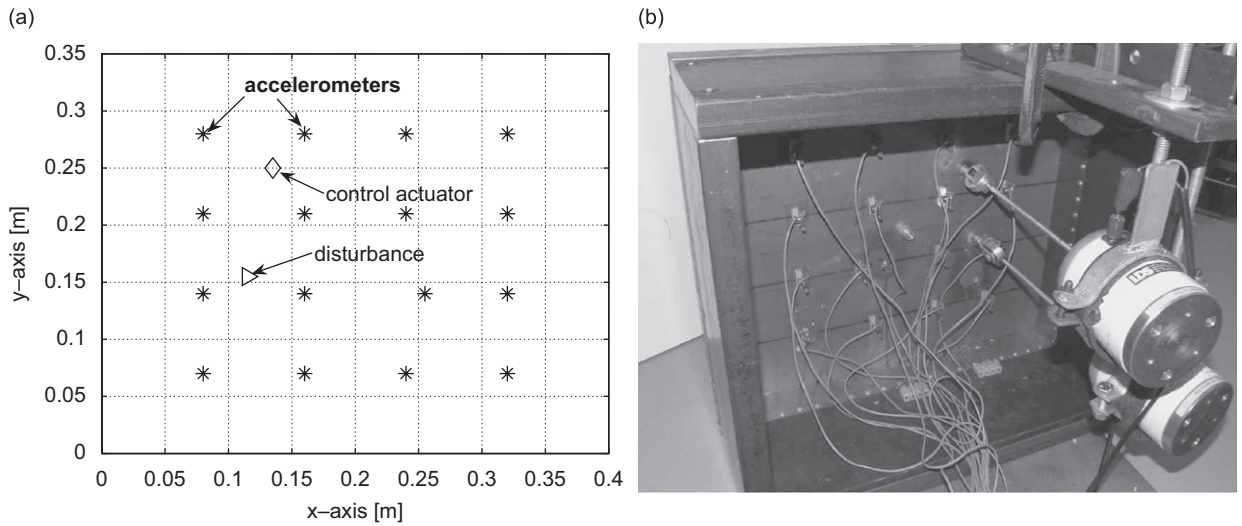 (a)
(b)
0.35
0.3
0.25
0.2
0.15
0.1
0.05
0
y–axis [m]
accelerometers
control actuator
disturbance
0 0.05 0.1 0.15 0.2 0.25 0.3 0.35 0.4
x–axis [m]